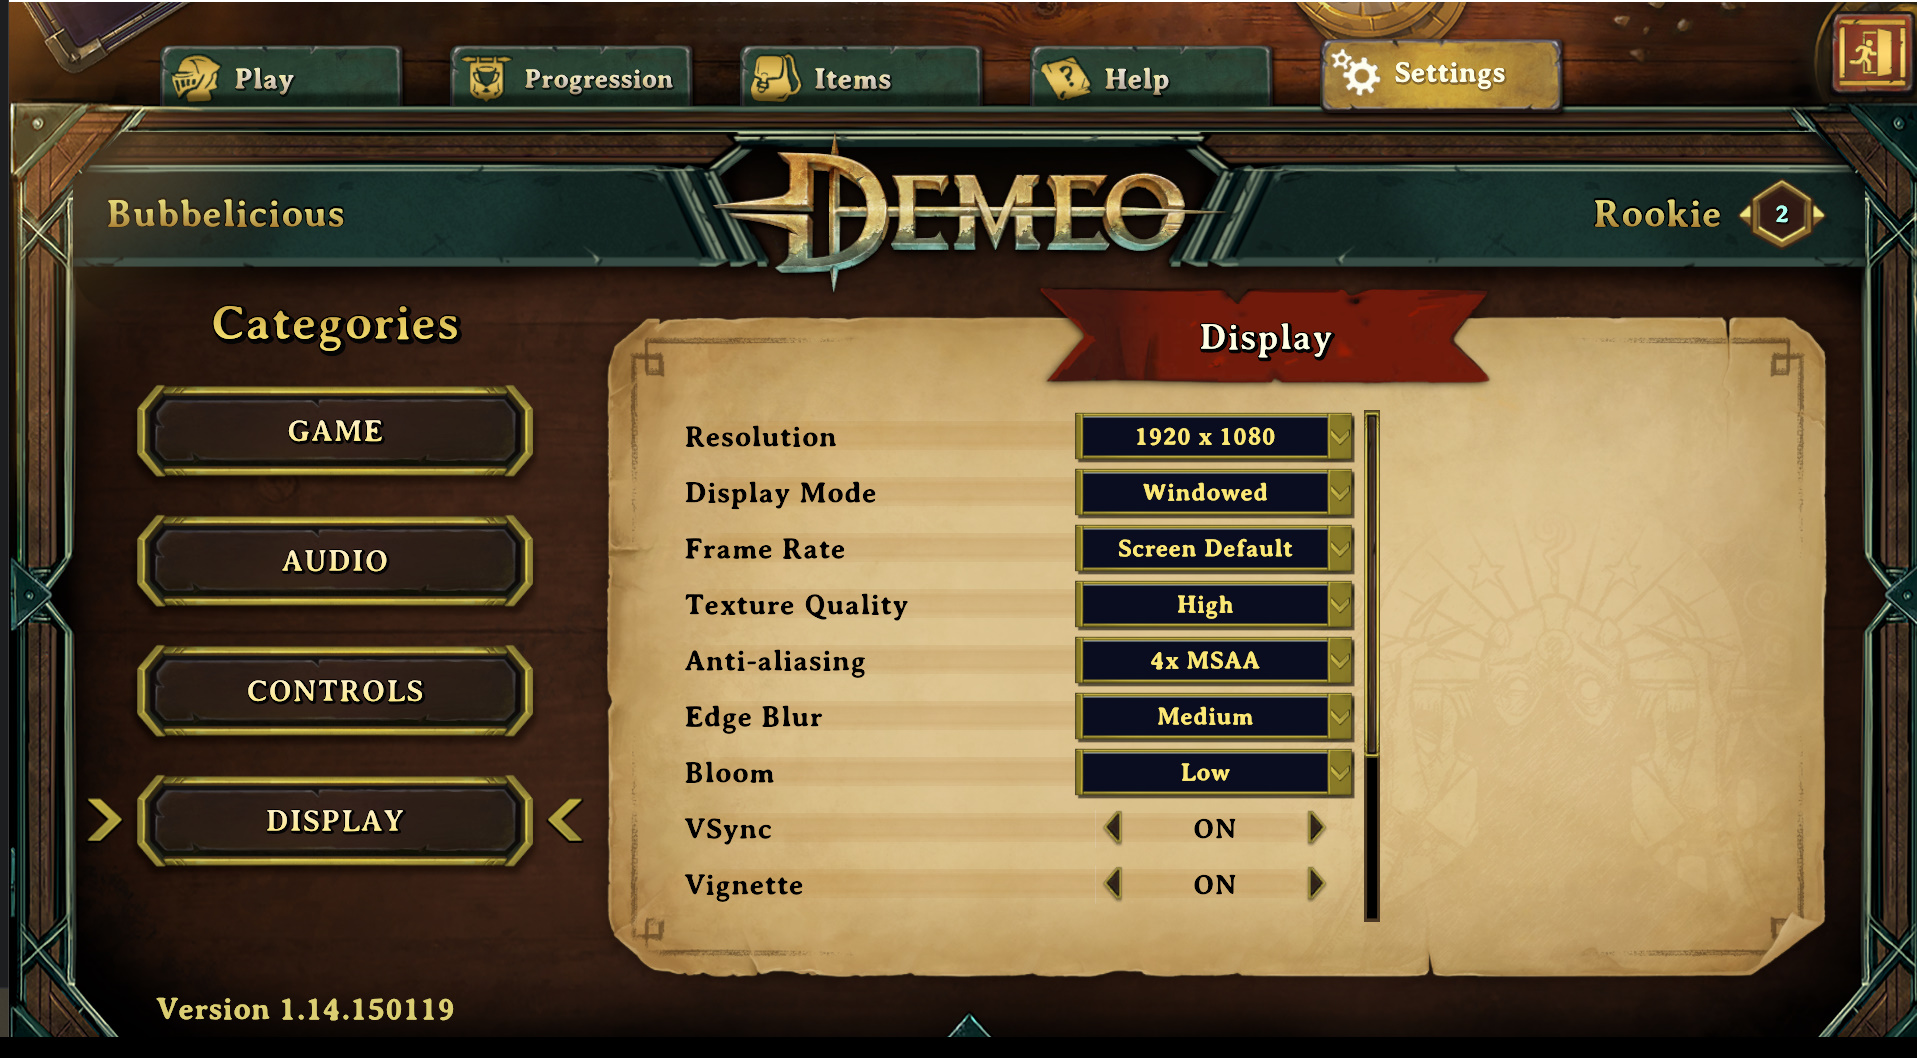 Play
Progression
Items
Help
Settings
Bubbelicious
DEMEO
Rookie
2
Categories
GAME
AUDIO
CONTROLS
DISPLAY
Version 1.14.150119
Display
Resolution 1920 x 1080
Display Mode Windowed
Frame Rate Screen Default
Texture Quality High
Anti-aliasing 4x MSAA
Edge Blur Medium
Bloom Low
VSync ON
Vignette ON